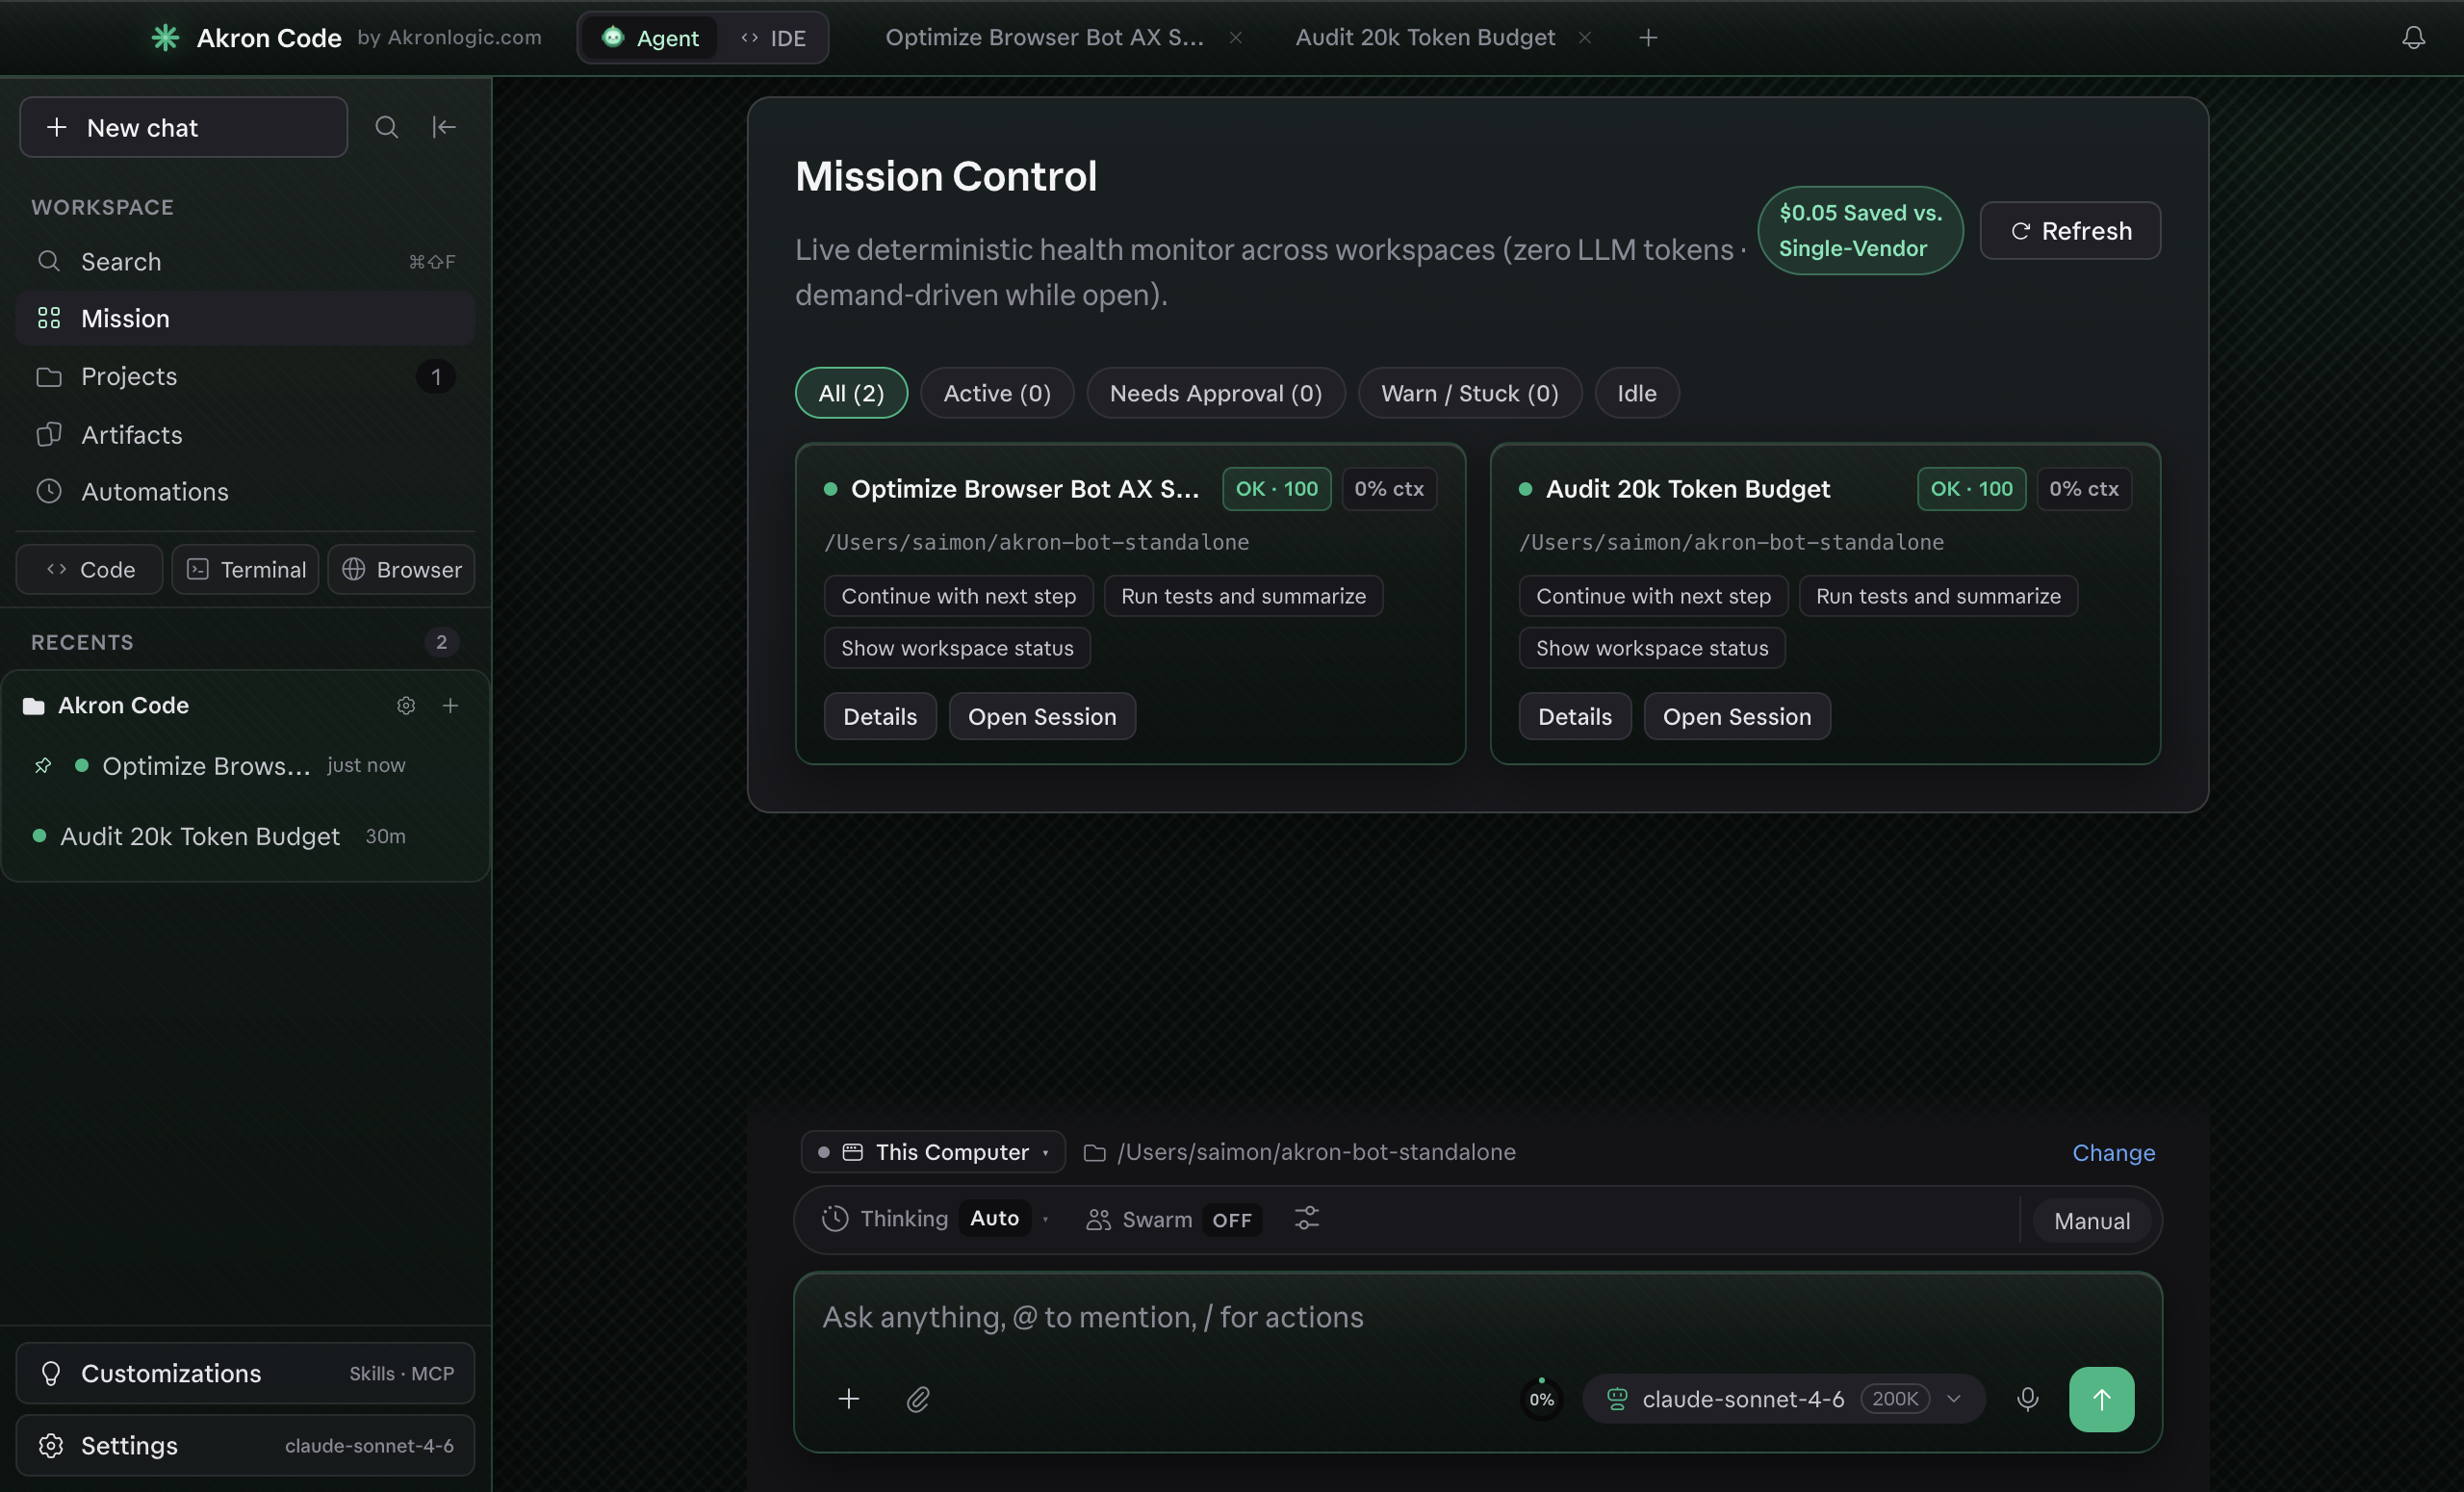 Akron Code by Akronlogic.com
Agent
IDE
Optimize Browser Bot AX S...
Audit 20k Token Budget
New chat
WORKSPACE
Search ⌘⇧F
Mission
Projects 1
Artifacts
Automations
Code
Terminal
Browser
RECENTS 2
Akron Code
Optimize Brows... just now
Audit 20k Token Budget 30m
Customizations Skills · MCP
Settings claude-sonnet-4-6
Mission Control
Live deterministic health monitor across workspaces (zero LLM tokens ·
demand-driven while open).
$0.05 Saved vs.
Single-Vendor
Refresh
All (2)
Active (0)
Needs Approval (0)
Warn / Stuck (0)
Idle
Optimize Browser Bot AX S... OK · 100 0% ctx
/Users/saimon/akron-bot-standalone
Continue with next step
Run tests and summarize
Show workspace status
Details
Open Session
Audit 20k Token Budget OK · 100 0% ctx
/Users/saimon/akron-bot-standalone
Continue with next step
Run tests and summarize
Show workspace status
Details
Open Session
This Computer
/Users/saimon/akron-bot-standalone
Change
Thinking Auto
Swarm OFF
Manual
Ask anything, @ to mention, / for actions
0%
claude-sonnet-4-6 200K